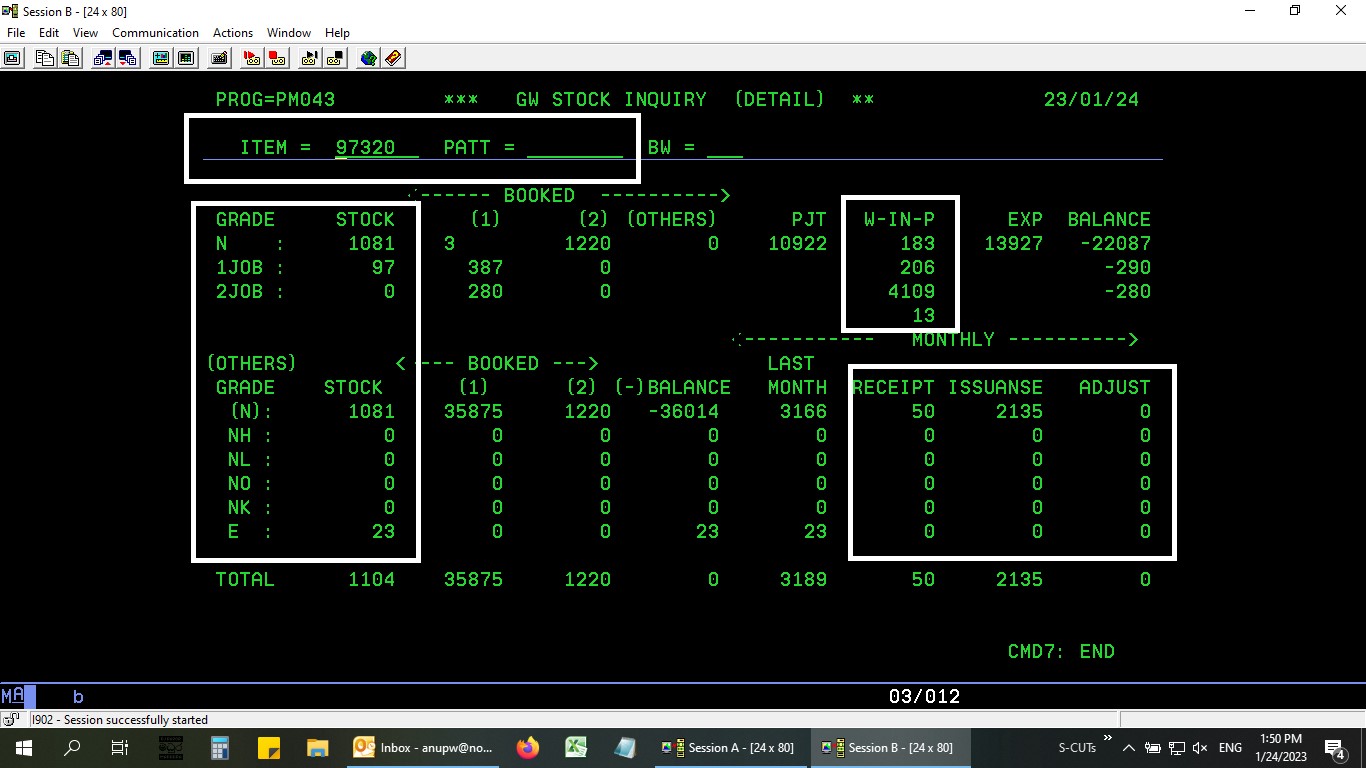 Session B - [24 x 80]
File Edit View Communication Actions Window Help
PROG=PM043 *** GW STOCK INQUIRY (DETAIL) ** 23/01/24
ITEM = 97320 PATT = BW =
<------ BOOKED ---------->
GRADE STOCK (1) (2) (OTHERS) PJT W-IN-P EXP BALANCE
N : 1081 3 1220 0 10922 183 13927 -22087
1JOB : 97 387 0 206 -290
2JOB : 0 280 0 4109 -280
13
<----------- MONTHLY ---------->
(OTHERS) < ---- BOOKED ---> LAST
GRADE STOCK (1) (2) (-)BALANCE MONTH RECEIPT ISSUANSE ADJUST
(N): 1081 35875 1220 -36014 3166 50 2135 0
NH : 0 0 0 0 0 0 0 0
NL : 0 0 0 0 0 0 0 0
NO : 0 0 0 0 0 0 0 0
NK : 0 0 0 0 0 0 0 0
E : 23 0 0 23 23 0 0 0
TOTAL 1104 35875 1220 0 3189 50 2135 0
CMD7: END
MA b 03/012
I902 - Session successfully started
Inbox - anupw@no... Session A - [24 x 80] Session B - [24 x 80] S-CUTs ENG 1:50 PM
1/24/2023 4